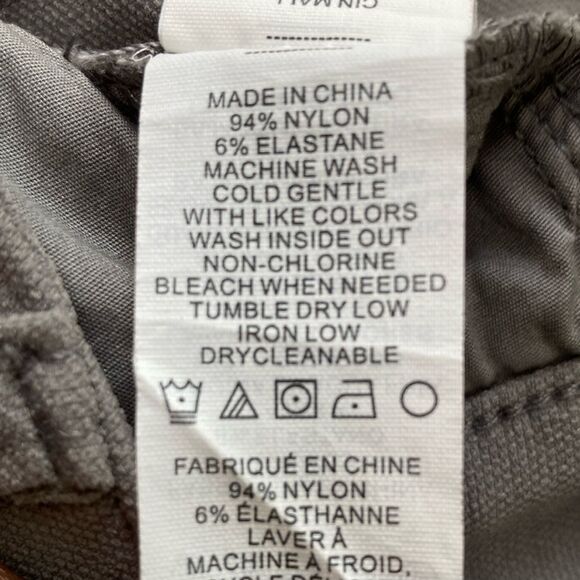 MADE IN CHINA
94% NYLON
6% ELASTANE
MACHINE WASH
COLD GENTLE
WITH LIKE COLORS
WASH INSIDE OUT
NON-CHLORINE
BLEACH WHEN NEEDED
TUMBLE DRY LOW
IRON LOW
DRYCLEANABLE
FABRIQUÉ EN CHINE
94% NYLON
6% ÉLASTHANNE
LAVER À
MACHINE À FROID,